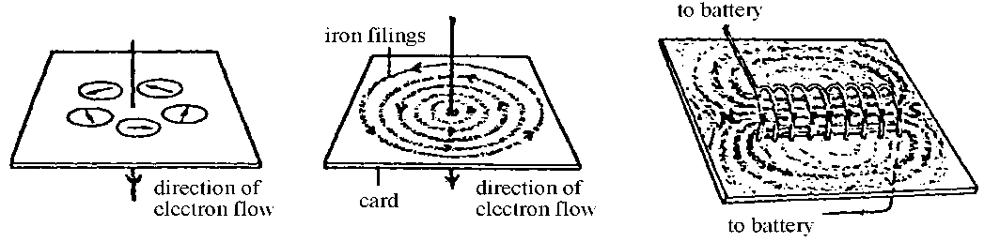 direction of
electron flow
iron filings
card
direction of
electron flow
to battery
N
S
to battery